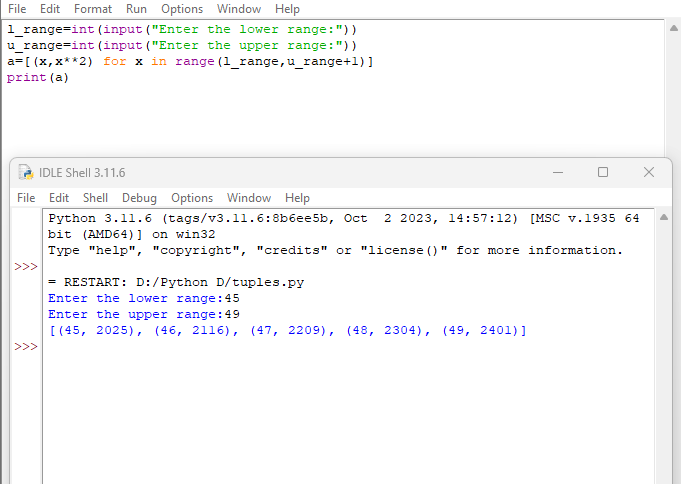 File Edit Format Run Options Window Help
l_range=int(input("Enter the lower range:"))
u_range=int(input("Enter the upper range:"))
a=[(x,x**2) for x in range(l_range,u_range+1)]
print(a)
IDLE Shell 3.11.6
File Edit Shell Debug Options Window Help
Python 3.11.6 (tags/v3.11.6:8b6ee5b, Oct  2 2023, 14:57:12) [MSC v.1935 64
bit (AMD64)] on win32
Type "help", "copyright", "credits" or "license()" for more information.
>>>
= RESTART: D:/Python D/tuples.py
Enter the lower range:45
Enter the upper range:49
[(45, 2025), (46, 2116), (47, 2209), (48, 2304), (49, 2401)]
>>>